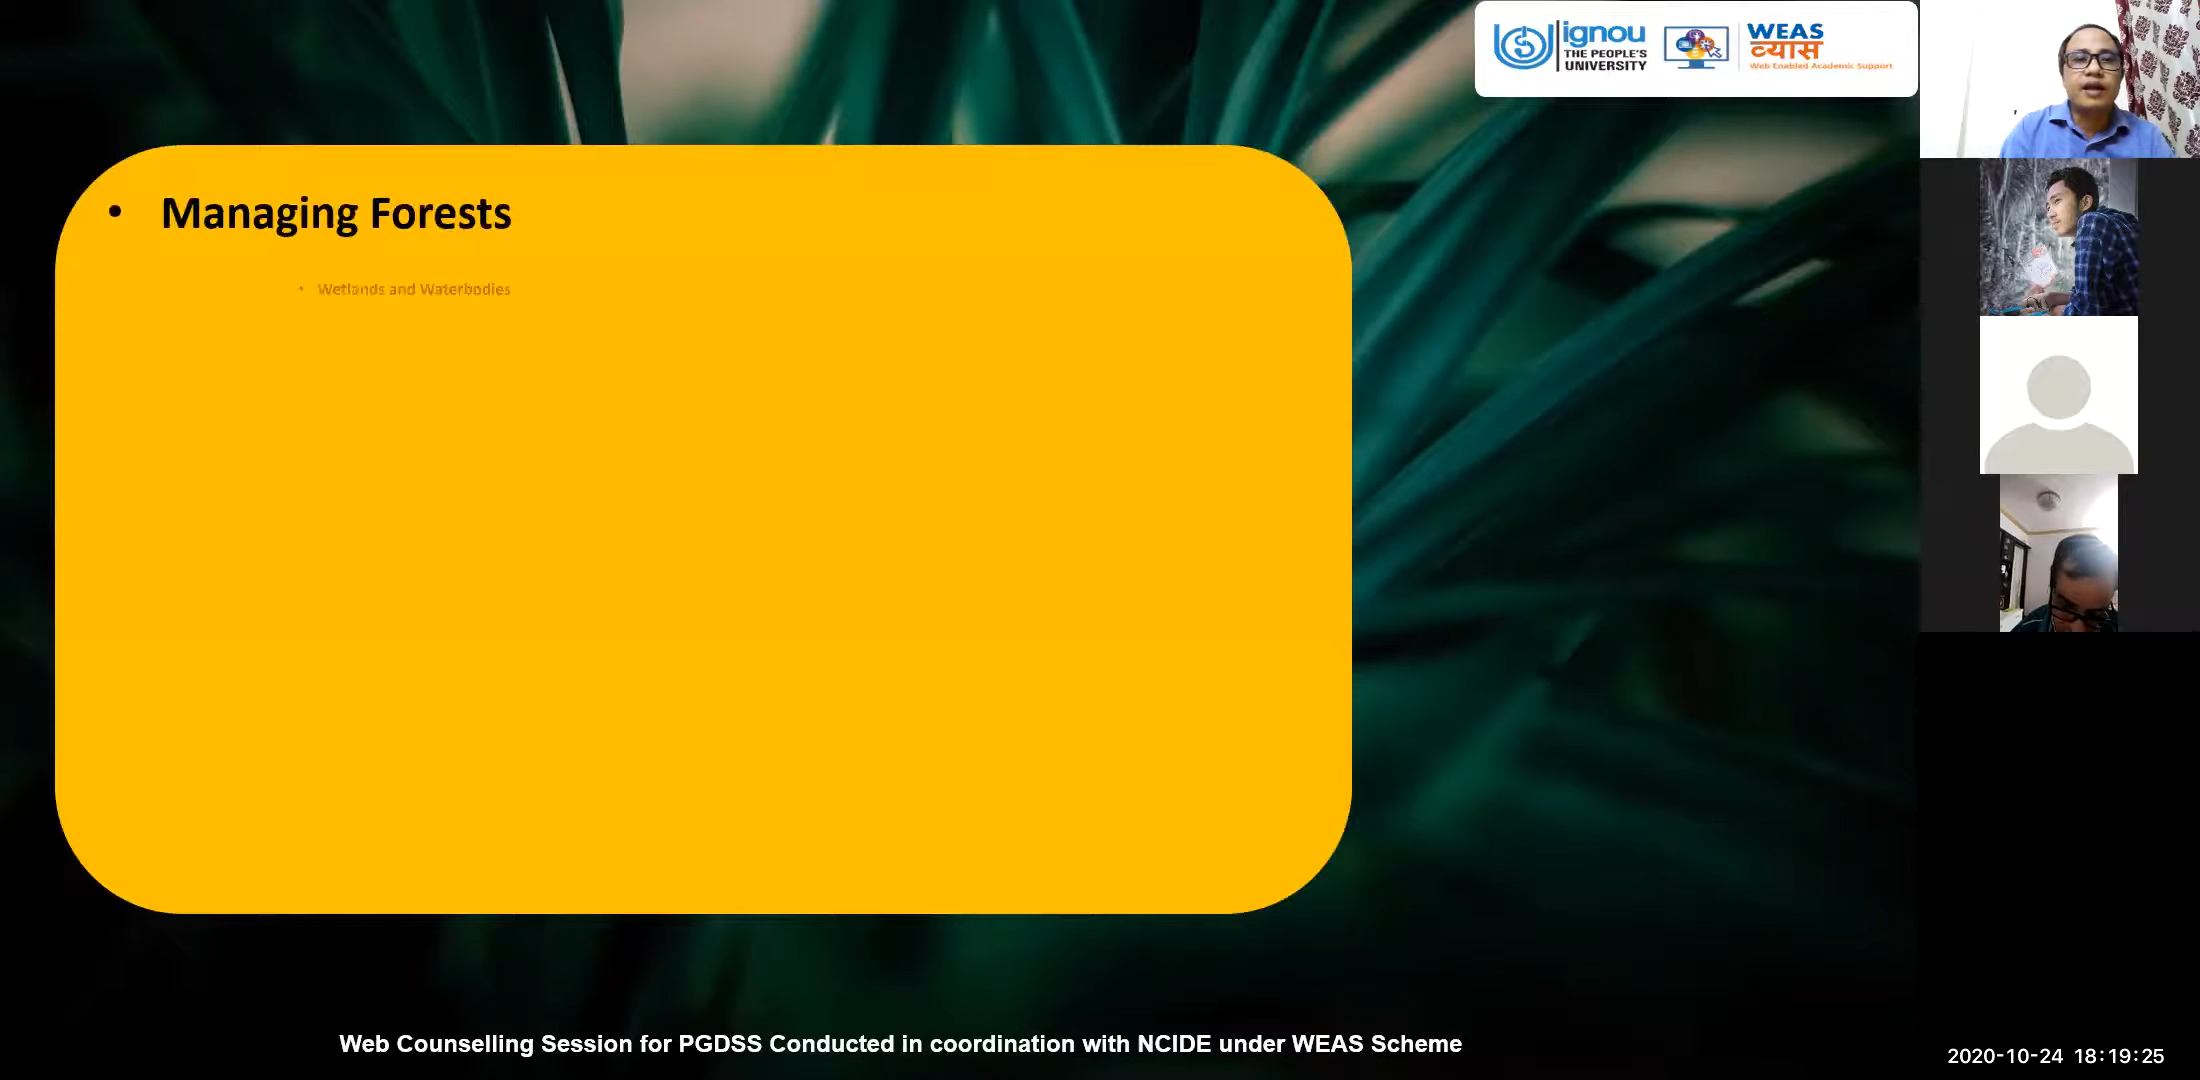 ignou
THE PEOPLE'S
UNIVERSITY
WEAS
व्यास
Web Enabled Academic Support
• Managing Forests
• Wetlands and Waterbodies
Web Counselling Session for PGDSS Conducted in coordination with NCIDE under WEAS Scheme
2020-10-24 18:19:25